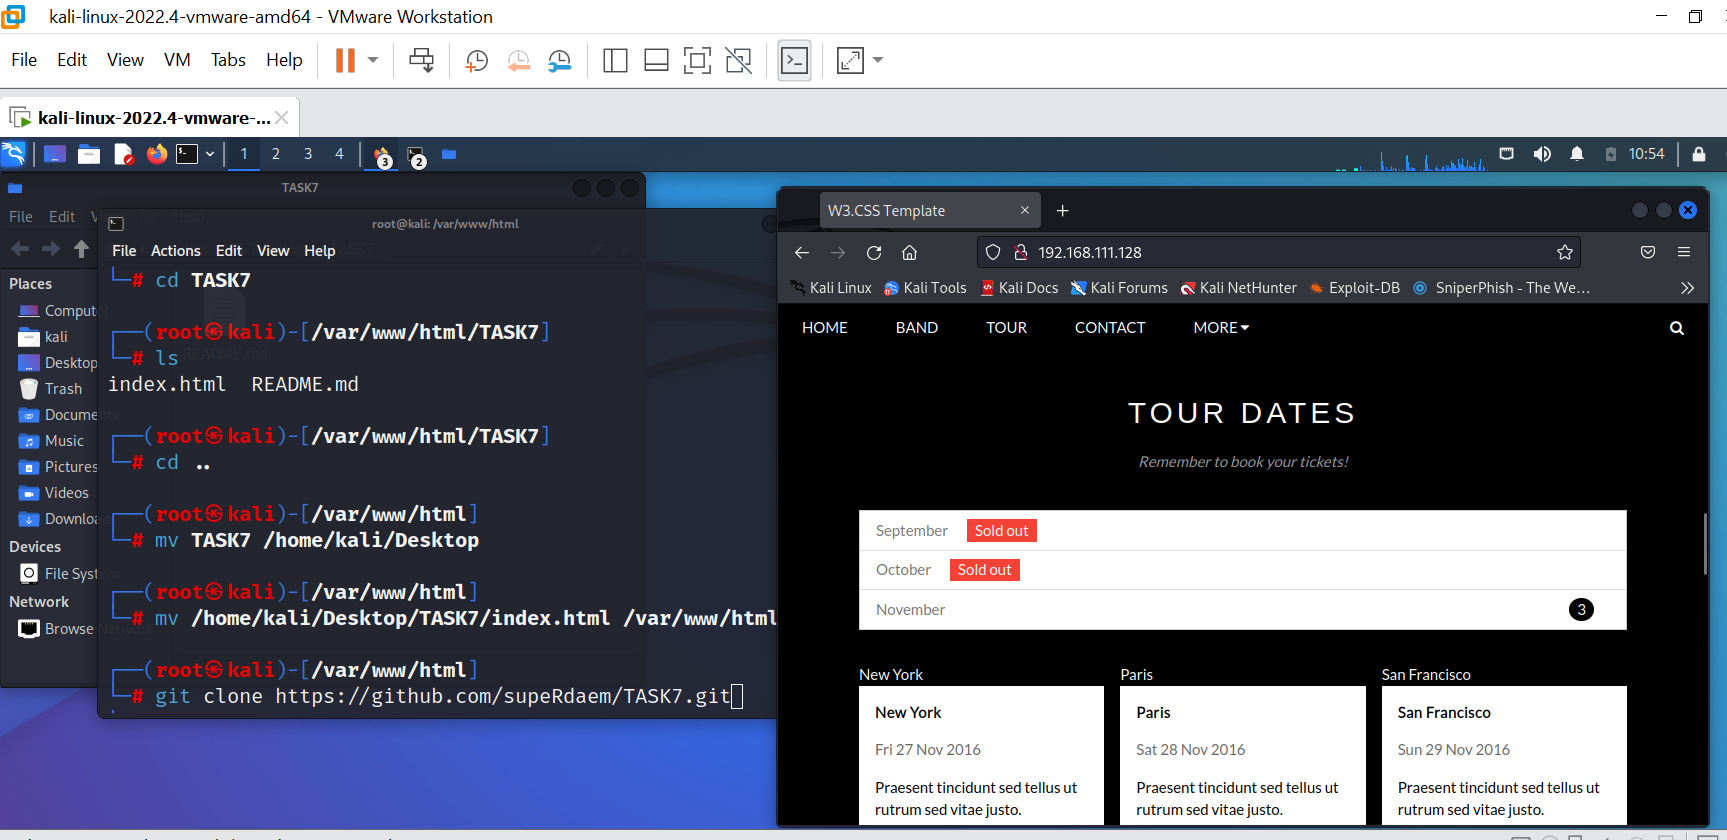 kali-linux-2022.4-vmware-amd64 - VMware Workstation
File Edit View VM Tabs Help
kali-linux-2022.4-vmware-...
1 2 3 4 3 2 10:54
TASK7
File Edit
root@kali: /var/www/html
File Actions Edit View Help
Places
Comput
kali
Desktop
Trash
Docume
Music
Pictures
Videos
Downloa
Devices
File Syst
Network
Browse Network
└─# cd TASK7
┌──(root㉿kali)-[/var/www/html/TASK7]
└─# ls
index.html README.md
┌──(root㉿kali)-[/var/www/html/TASK7]
└─# cd ..
┌──(root㉿kali)-[/var/www/html]
└─# mv TASK7 /home/kali/Desktop
┌──(root㉿kali)-[/var/www/html]
└─# mv /home/kali/Desktop/TASK7/index.html /var/www/html
┌──(root㉿kali)-[/var/www/html]
└─# git clone https://github.com/supeRdaem/TASK7.git
W3.CSS Template
192.168.111.128
Kali Linux Kali Tools Kali Docs Kali Forums Kali NetHunter Exploit-DB SniperPhish - The We...
HOME BAND TOUR CONTACT MORE
TOUR DATES
Remember to book your tickets!
September Sold out
October Sold out
November 3
New York Paris San Francisco
New York Paris San Francisco
Fri 27 Nov 2016 Sat 28 Nov 2016 Sun 29 Nov 2016
Praesent tincidunt sed tellus ut Praesent tincidunt sed tellus ut Praesent tincidunt sed tellus ut
rutrum sed vitae justo. rutrum sed vitae justo. rutrum sed vitae justo.